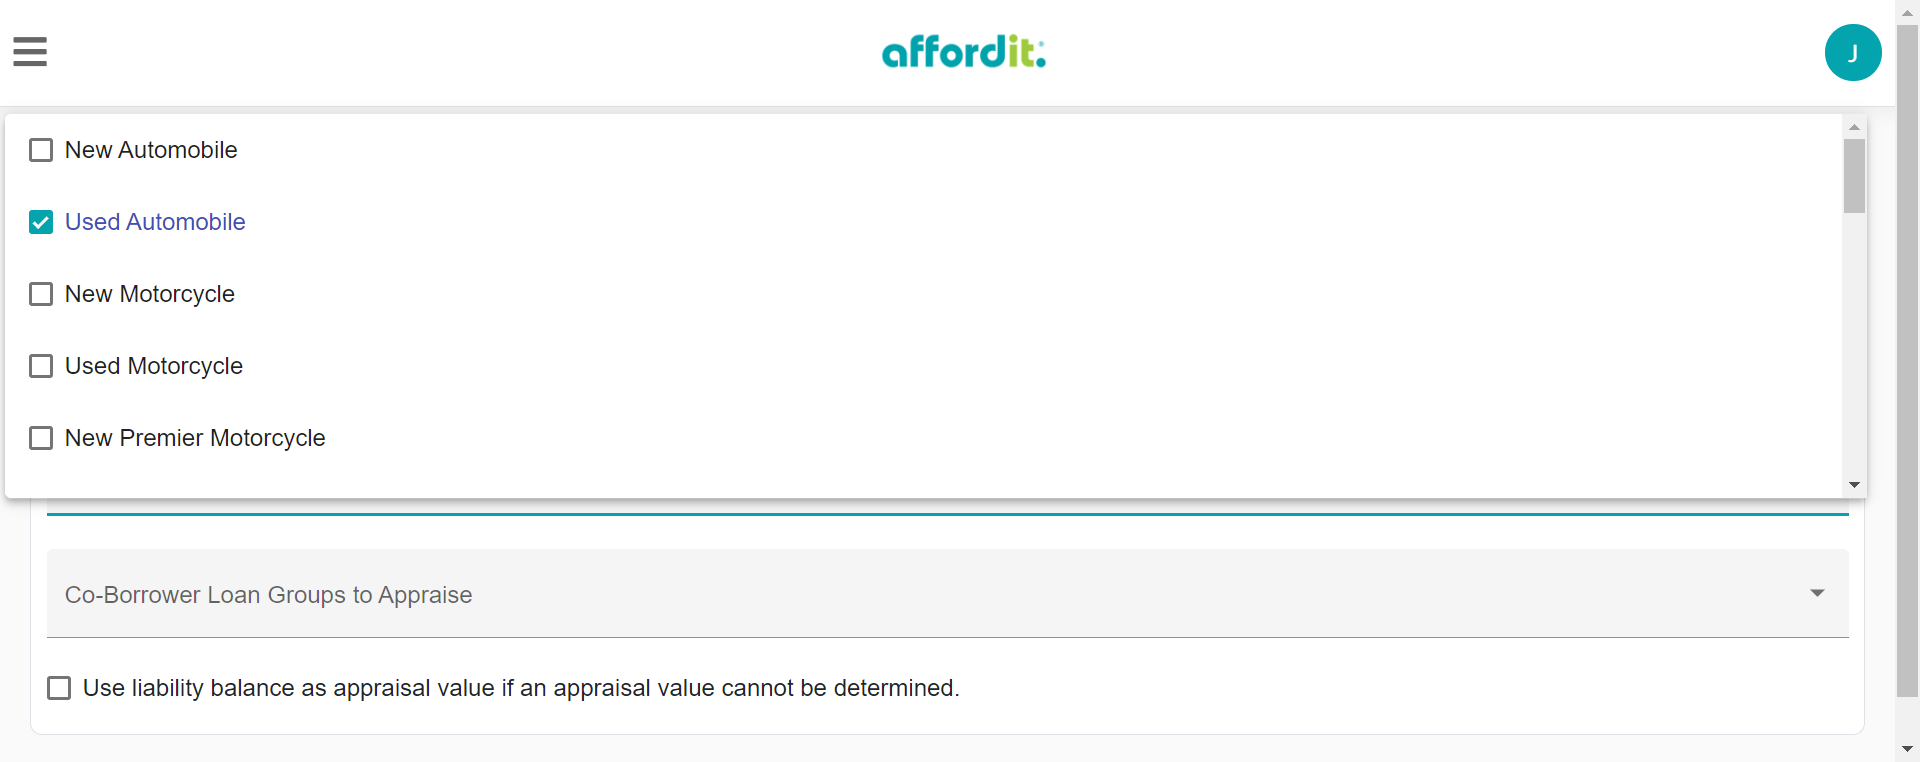 affordit:
J
New Automobile
Used Automobile
New Motorcycle
Used Motorcycle
New Premier Motorcycle
Co-Borrower Loan Groups to Appraise
Use liability balance as appraisal value if an appraisal value cannot be determined.